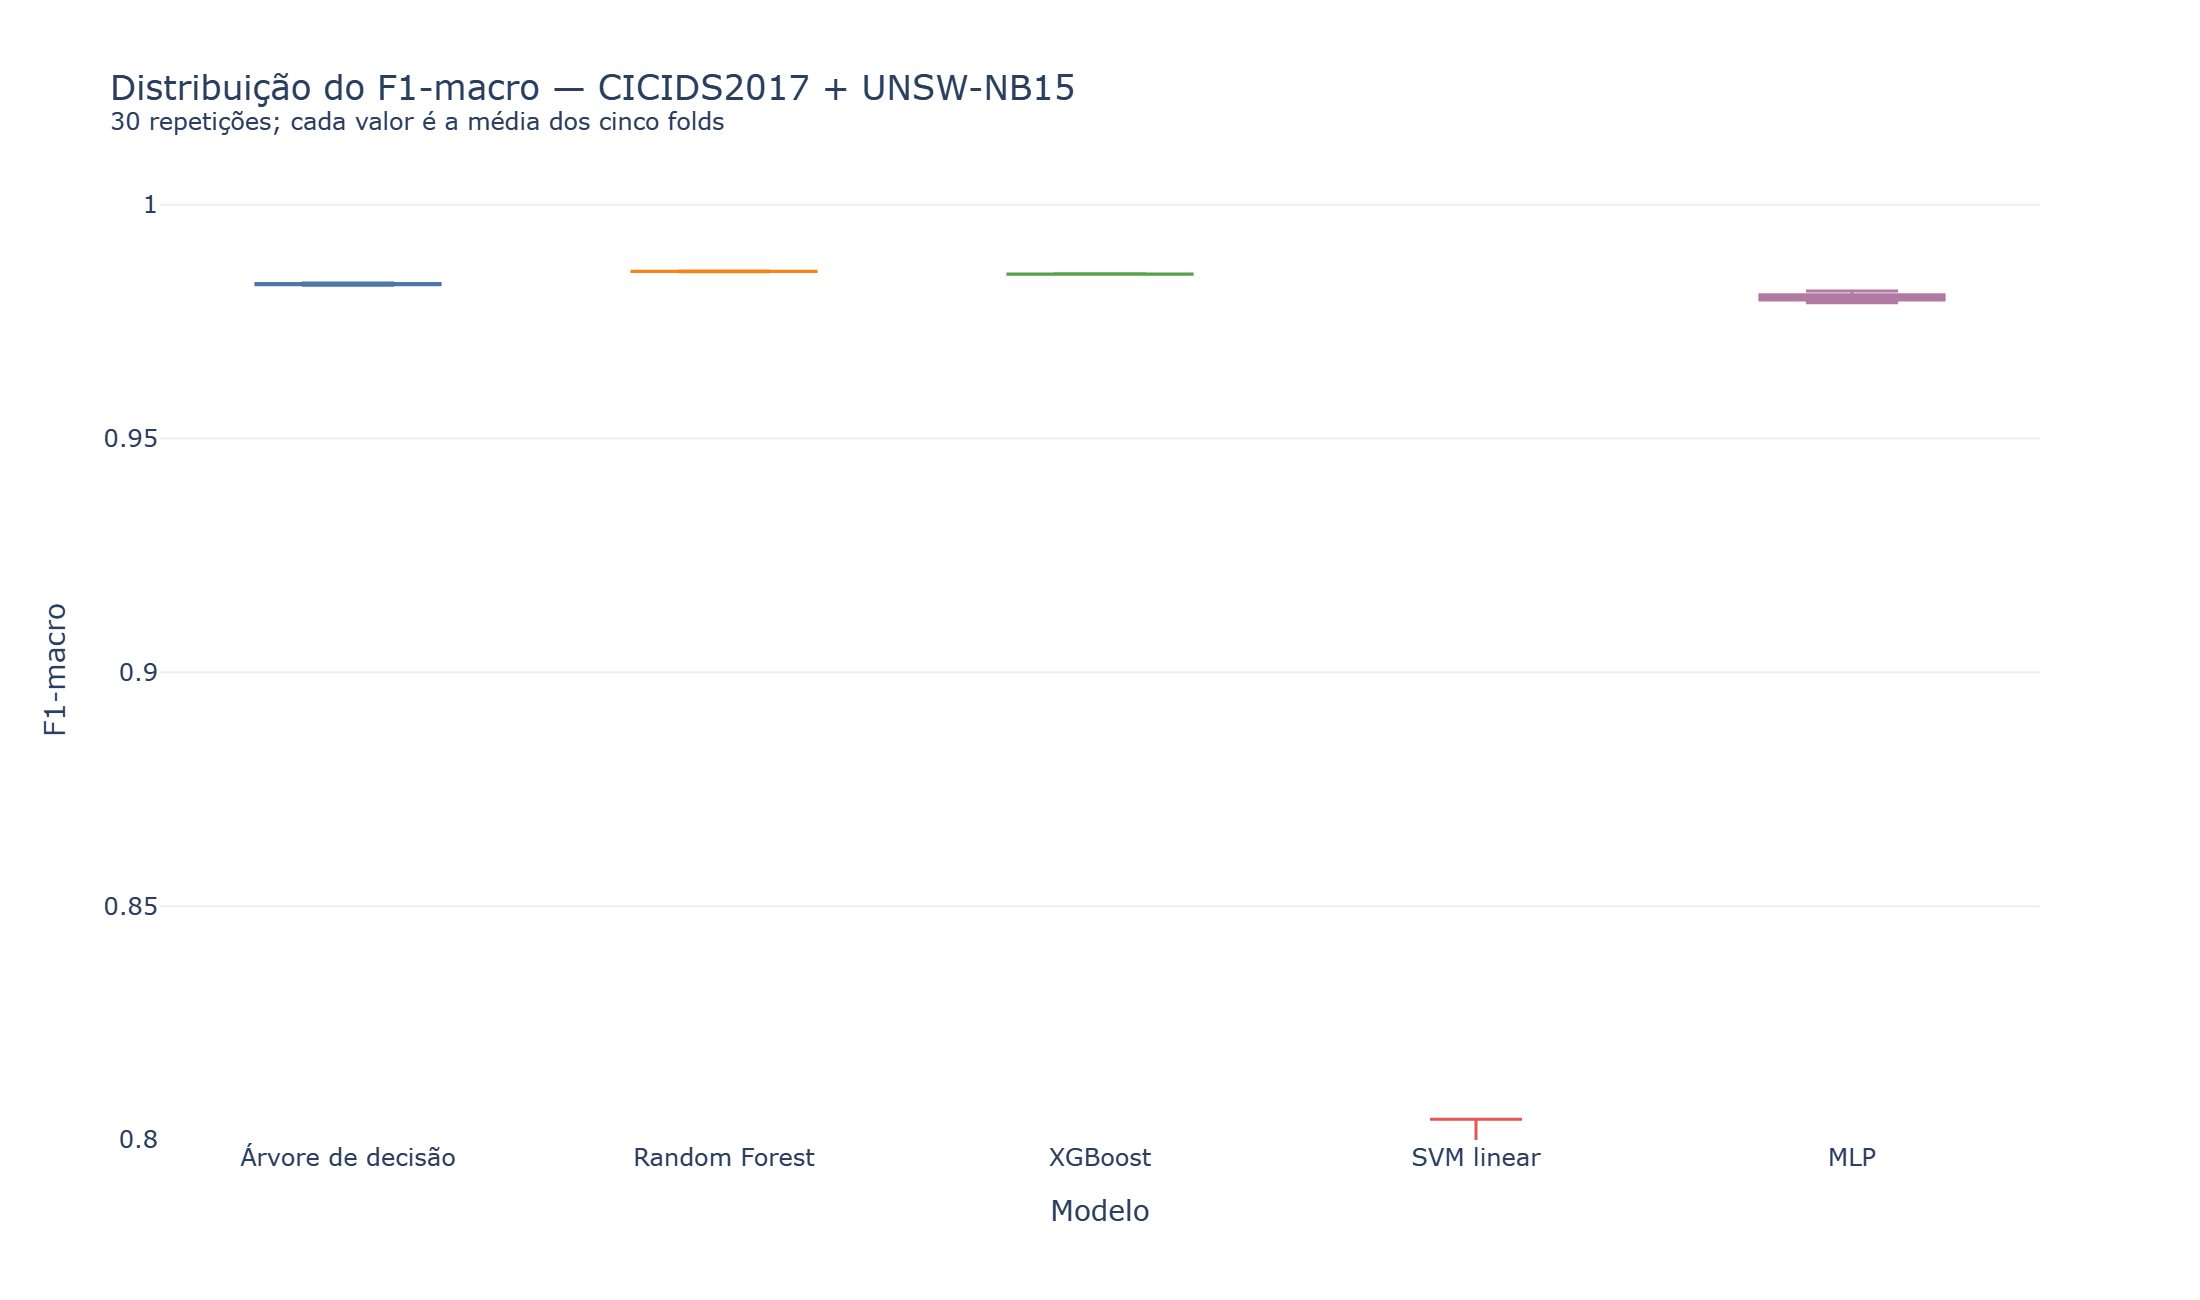 Distribuição do F1-macro — CICIDS2017 + UNSW-NB15
30 repetições; cada valor é a média dos cinco folds
1
0.95
0.9
0.85
0.8
F1-macro
Árvore de decisão
Random Forest
XGBoost
SVM linear
MLP
Modelo